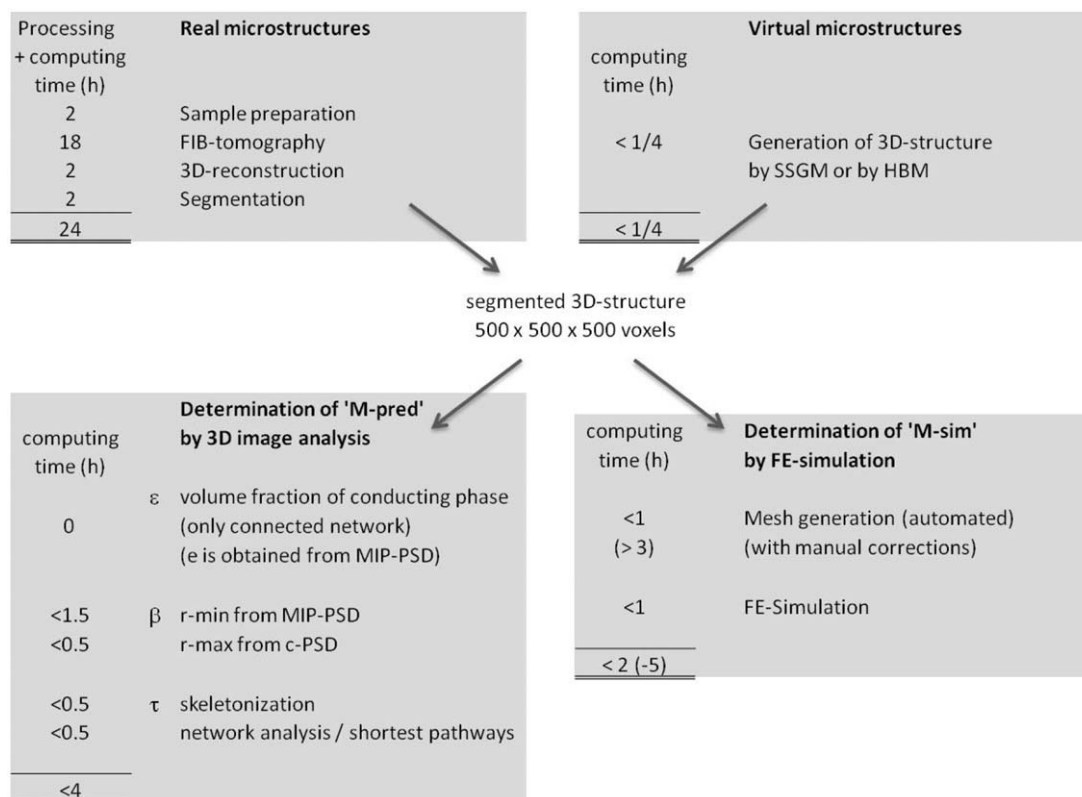 Processing Real microstructures
+ computing
time (h)
2 Sample preparation
18 FIB-tomography
2 3D-reconstruction
2 Segmentation
24
Virtual microstructures
computing
time (h)
< 1/4 Generation of 3D-structure
by SSGM or by HBM
< 1/4
segmented 3D-structure
500 x 500 x 500 voxels
Determination of 'M-pred'
computing by 3D image analysis
time (h)
ε volume fraction of conducting phase
0 (only connected network)
(e is obtained from MIP-PSD)
<1.5 β r-min from MIP-PSD
<0.5 r-max from c-PSD
<0.5 τ skeletonization
<0.5 network analysis / shortest pathways
<4
computing Determination of 'M-sim'
time (h) by FE-simulation
<1 Mesh generation (automated)
(> 3) (with manual corrections)
<1 FE-Simulation
< 2 (-5)